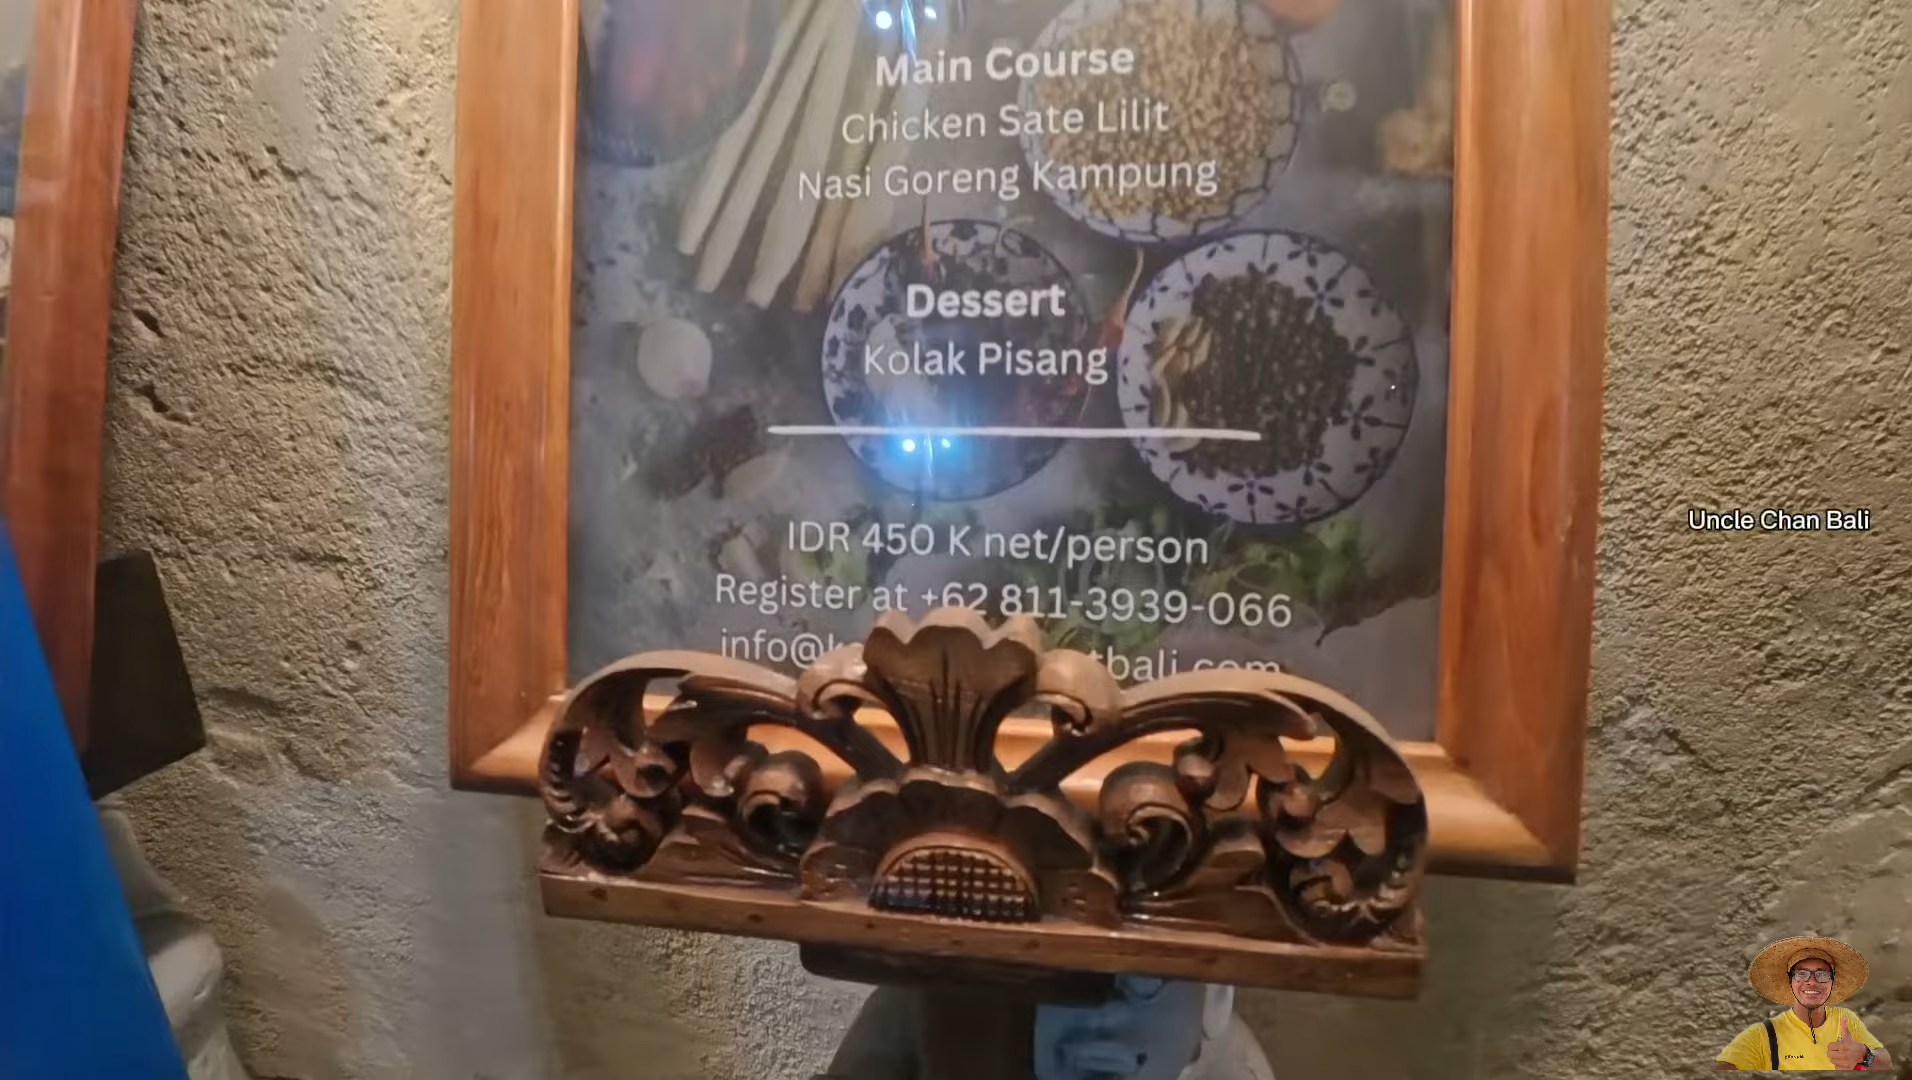 Main Course
Chicken Sate Lilit
Nasi Goreng Kampung
Dessert
Kolak Pisang
IDR 450 K net/person
Register at +62 811-3939-066
Uncle Chan Bali